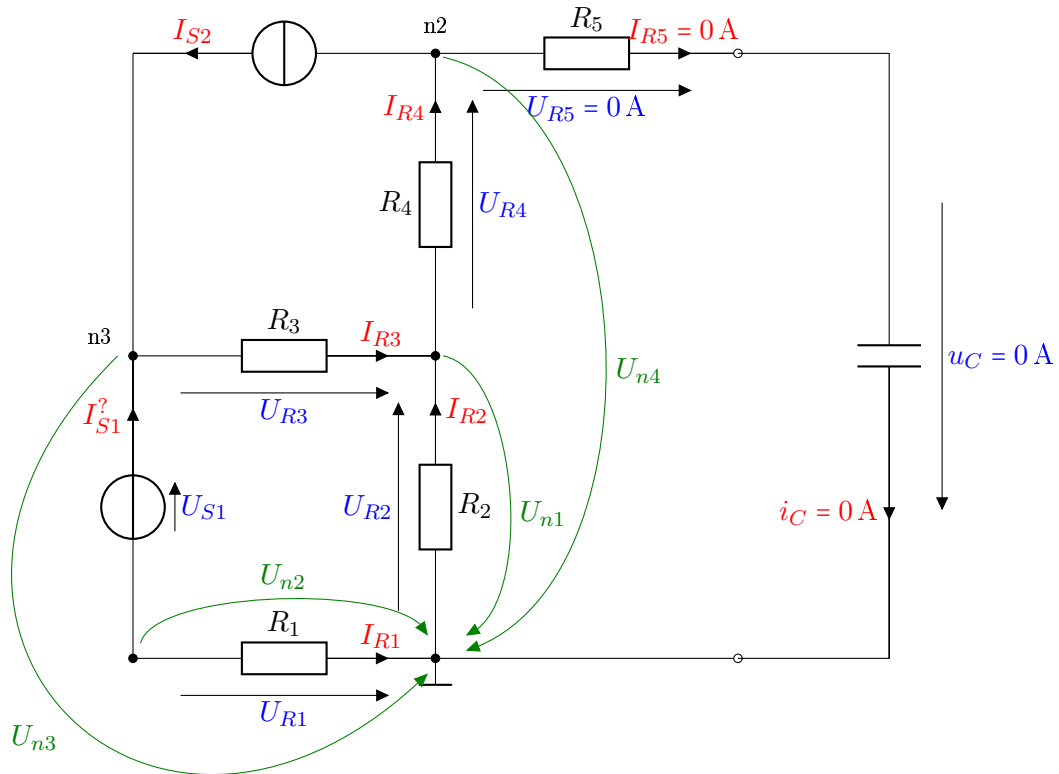 I_{S2}
n2
R_5
I_{R5} = 0 A
U_{R5} = 0 A
I_{R4}
R_4
U_{R4}
n3
R_3
I_{R3}
U_{n4}
u_C = 0 A
U_{R3}
I_{S1}^?
I_{R2}
U_{S1}
U_{R2}
R_2
U_{n1}
i_C = 0 A
U_{n2}
R_1
I_{R1}
U_{R1}
U_{n3}